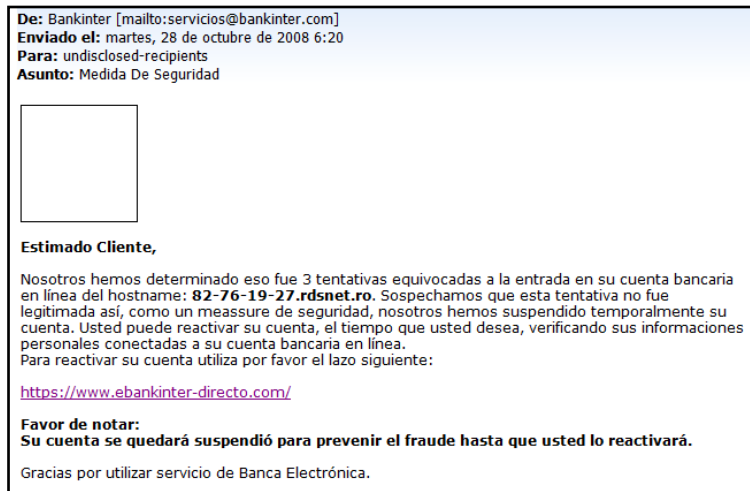 De: Bankinter [mailto:servicios@bankinter.com]
Enviado el: martes, 28 de octubre de 2008 6:20
Para: undisclosed-recipients
Asunto: Medida De Seguridad
Estimado Cliente,
Nosotros hemos determinado eso fue 3 tentativas equivocadas a la entrada en su cuenta bancaria
en línea del hostname: 82-76-19-27.rdsnet.ro. Sospechamos que esta tentativa no fue
legitimada así, como un meassure de seguridad, nosotros hemos suspendido temporalmente su
cuenta. Usted puede reactivar su cuenta, el tiempo que usted desea, verificando sus informaciones
personales conectadas a su cuenta bancaria en línea.
Para reactivar su cuenta utiliza por favor el lazo siguiente:
https://www.ebankinter-directo.com/
Favor de notar:
Su cuenta se quedará suspendió para prevenir el fraude hasta que usted lo reactivará.
Gracias por utilizar servicio de Banca Electrónica.